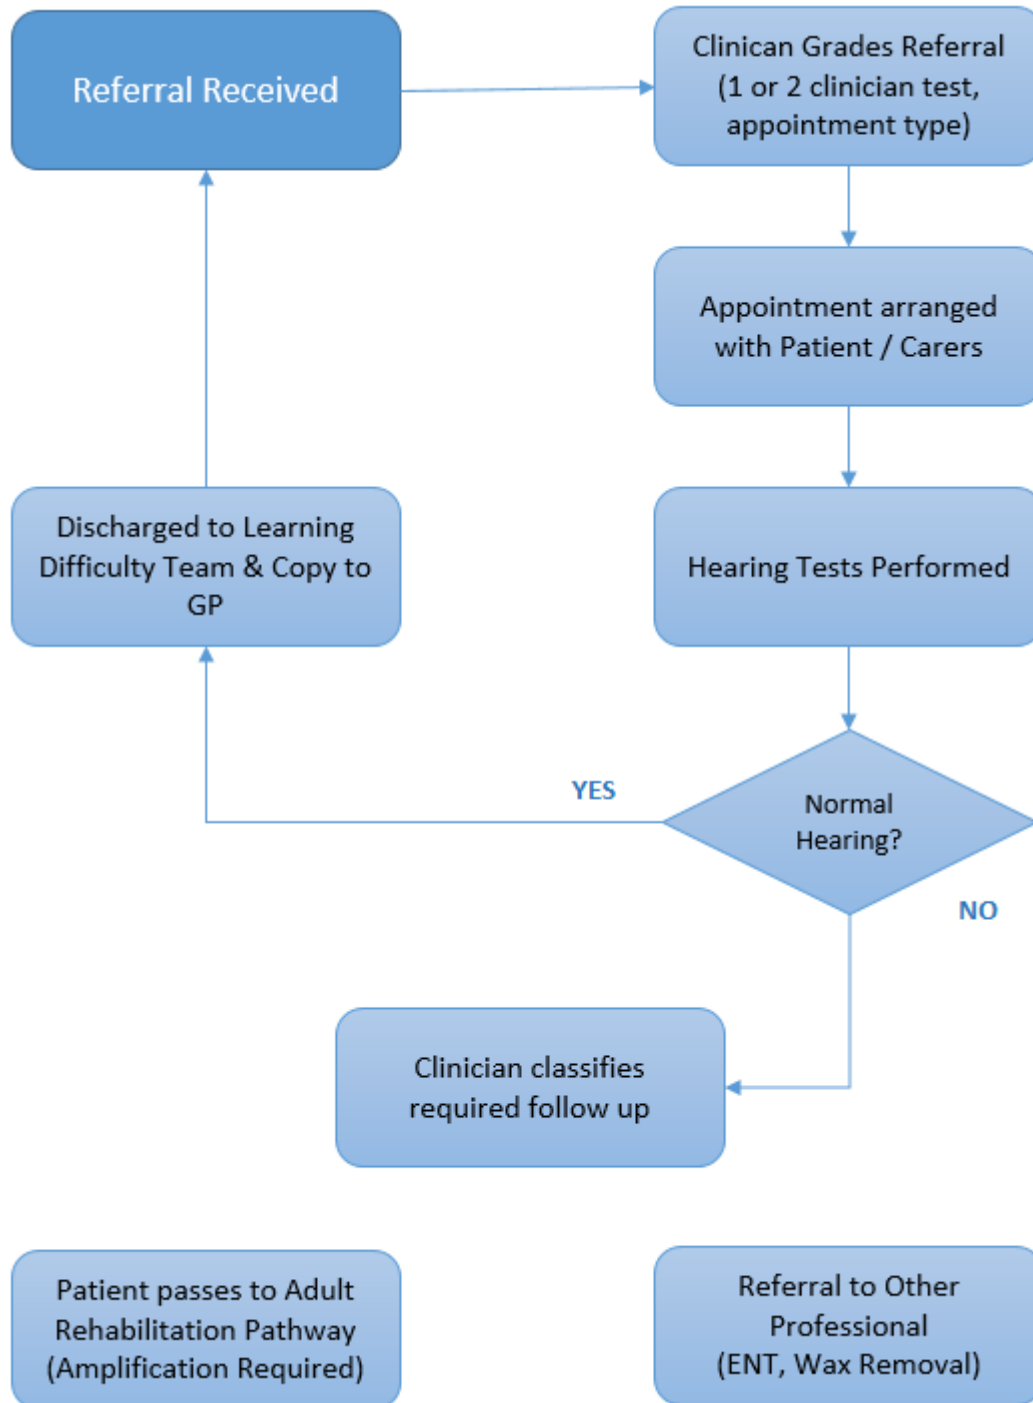 Referral Received
Clinican Grades Referral
(1 or 2 clinician test,
appointment type)
Appointment arranged
with Patient / Carers
Discharged to Learning
Difficulty Team & Copy to
GP
Hearing Tests Performed
YES
Normal
Hearing?
NO
Clinician classifies
required follow up
Patient passes to Adult
Rehabilitation Pathway
(Amplification Required)
Referral to Other
Professional
(ENT, Wax Removal)